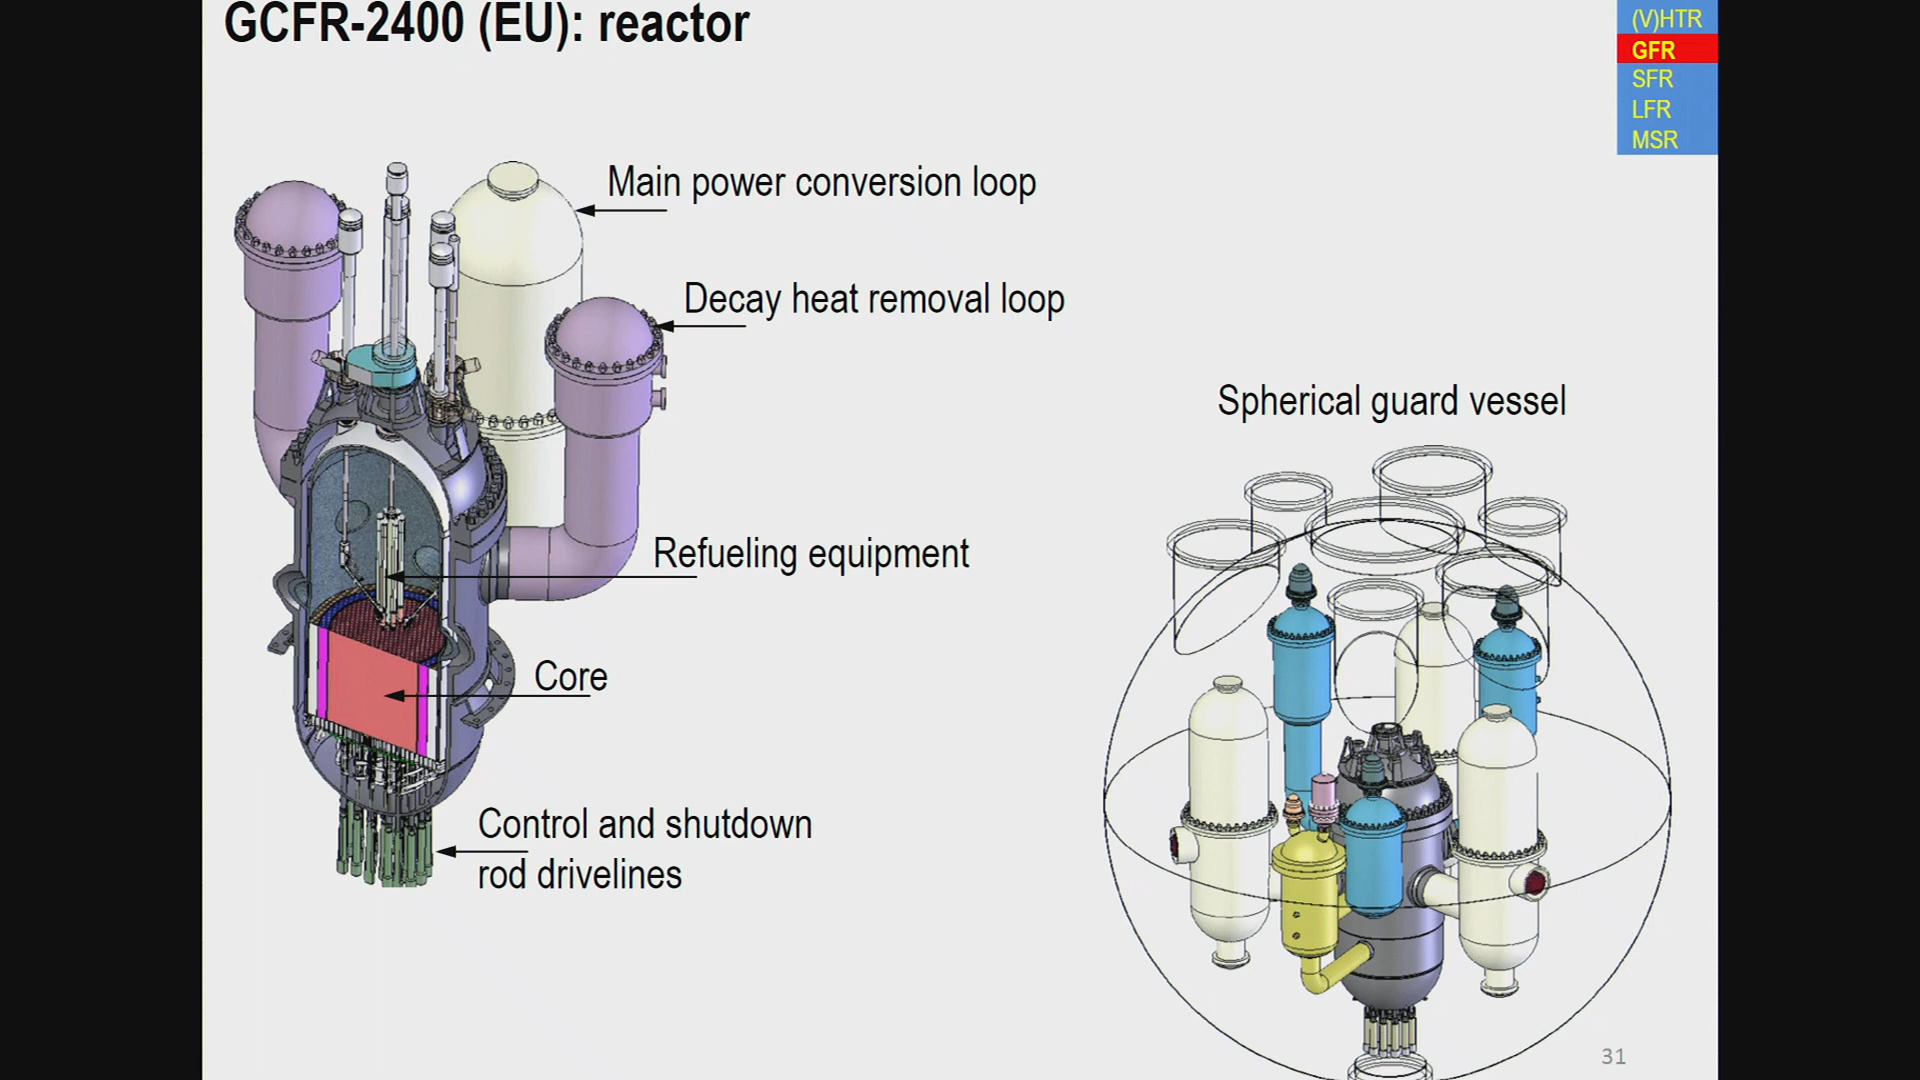 GCFR-2400 (EU): reactor
(V)HTR
GFR
SFR
LFR
MSR
Main power conversion loop
Decay heat removal loop
Spherical guard vessel
Refueling equipment
Core
Control and shutdown
rod drivelines
31